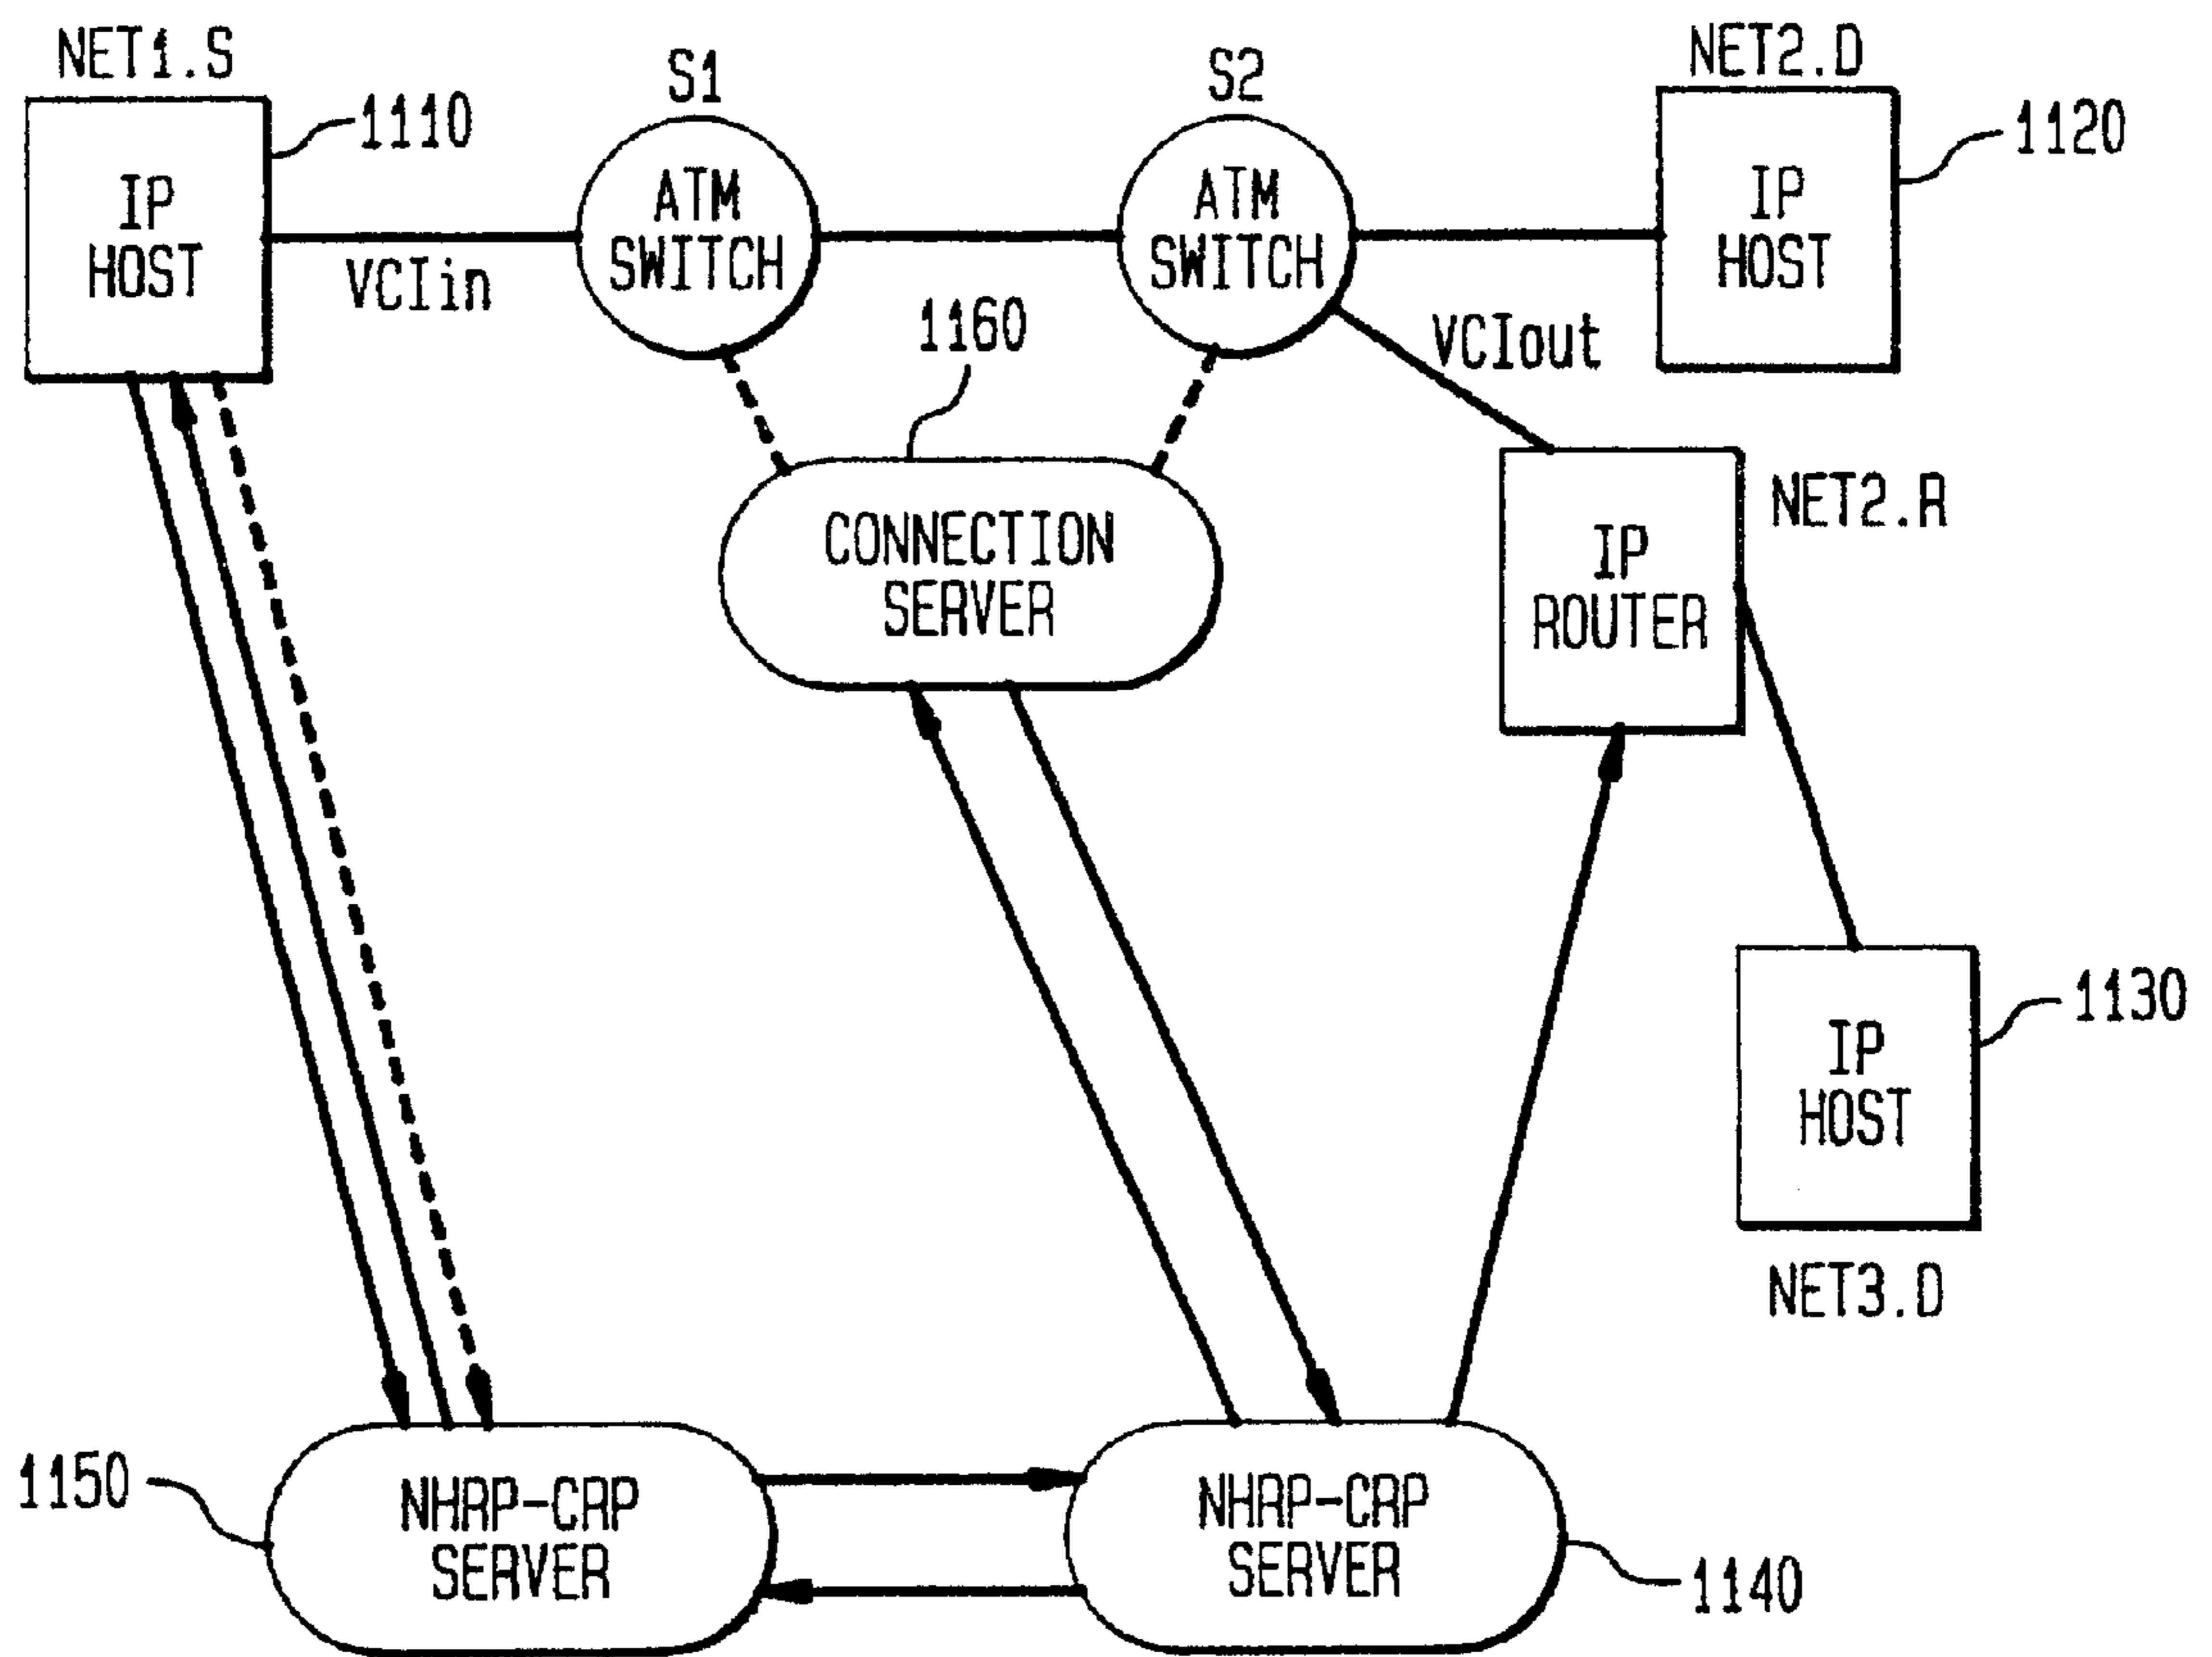 NET1.S
S1
S2
NET2.D
1110
1120
IP
HOST
ATM
SWITCH
ATM
SWITCH
IP
HOST
VCIin
1160
VCIout
CONNECTION
SERVER
NET2.R
IP
ROUTER
1130
IP
HOST
NET3.D
1150
NHRP-CRP
SERVER
NHRP-CRP
SERVER
1140